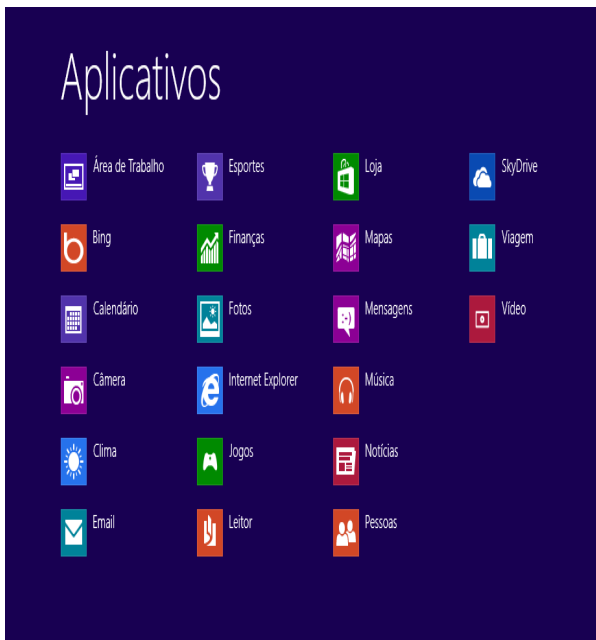 Aplicativos
Área de Trabalho
Bing
Calendário
Câmera
Clima
Email
Esportes
Finanças
Fotos
Internet Explorer
Jogos
Leitor
Loja
Mapas
Mensagens
Música
Notícias
Pessoas
SkyDrive
Viagem
Vídeo